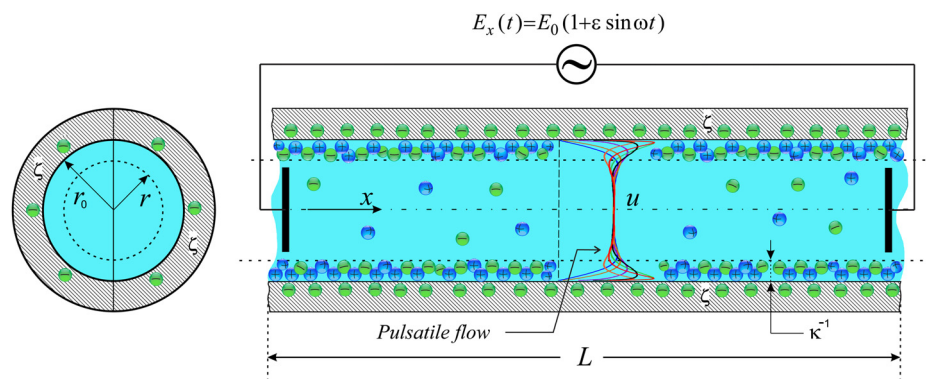 E_x(t)=E_0(1+ε sinωt)
ζ
ζ
r_0
r
ζ
x
u
ζ
ζ
Pulsatile flow
κ^-1
L